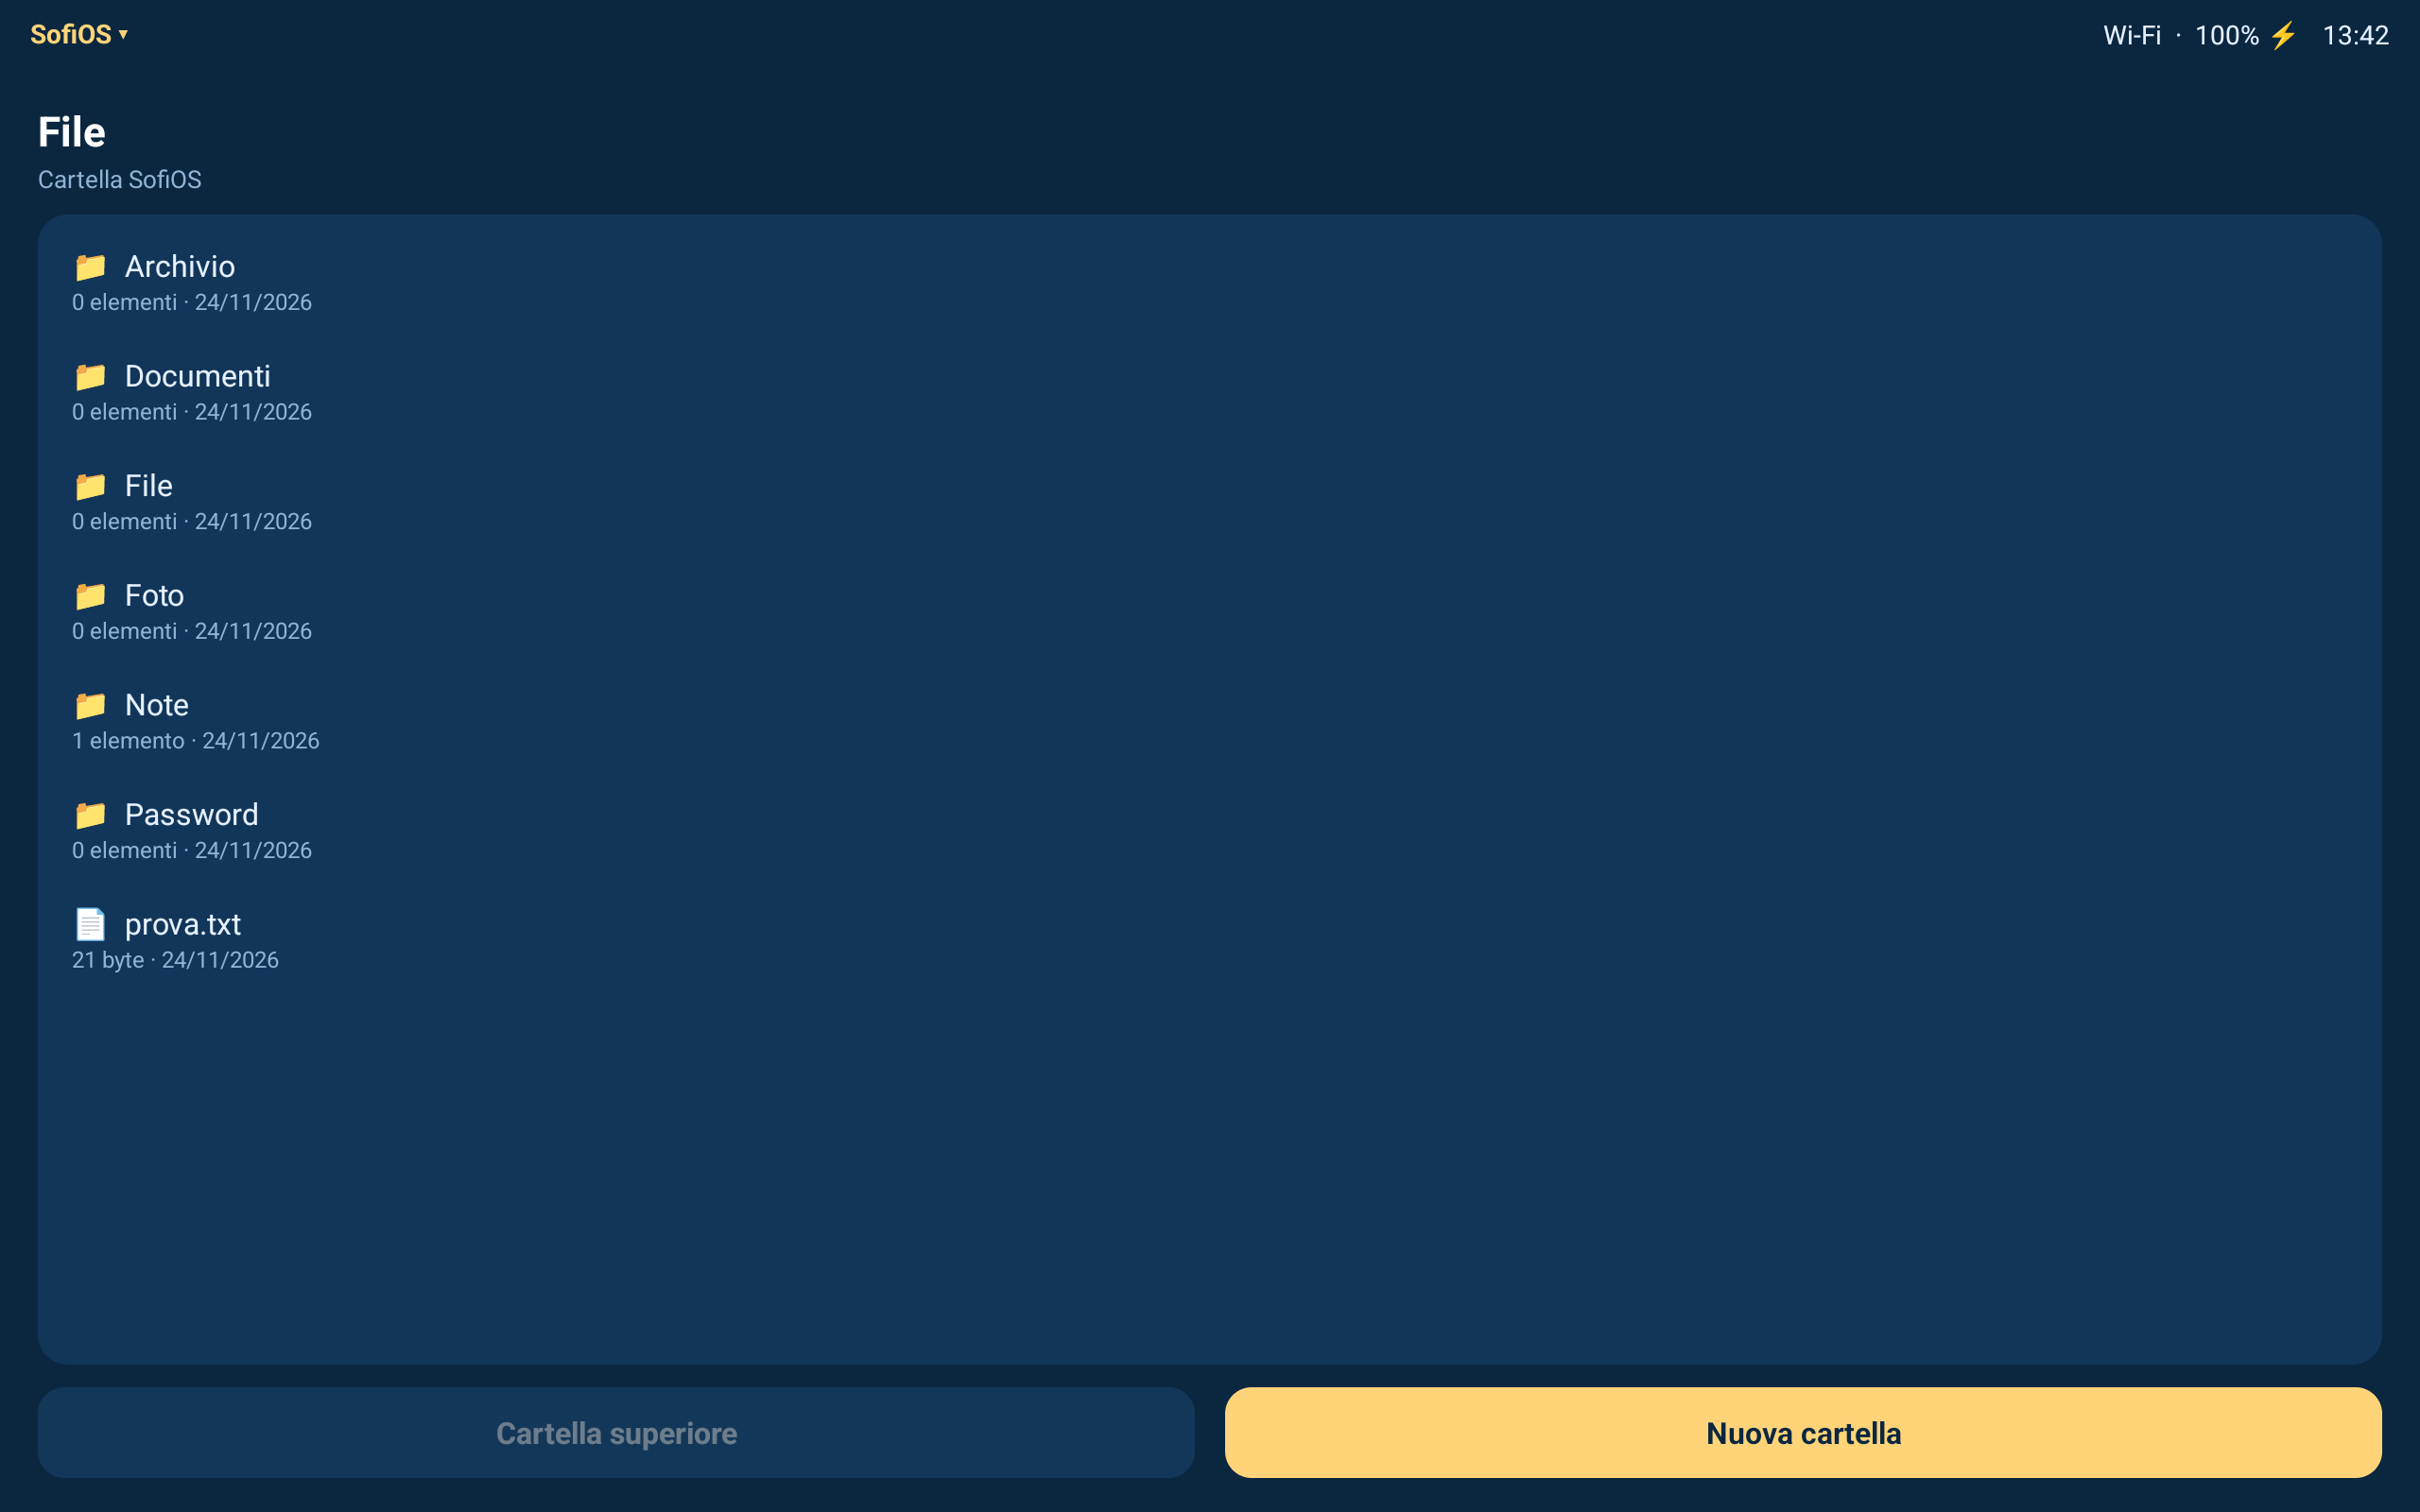 SofiOS ▾
Wi-Fi · 100% ⚡ 13:42
File
Cartella SofiOS
Archivio
0 elementi · 24/11/2026
Documenti
0 elementi · 24/11/2026
File
0 elementi · 24/11/2026
Foto
0 elementi · 24/11/2026
Note
1 elemento · 24/11/2026
Password
0 elementi · 24/11/2026
prova.txt
21 byte · 24/11/2026
Cartella superiore
Nuova cartella